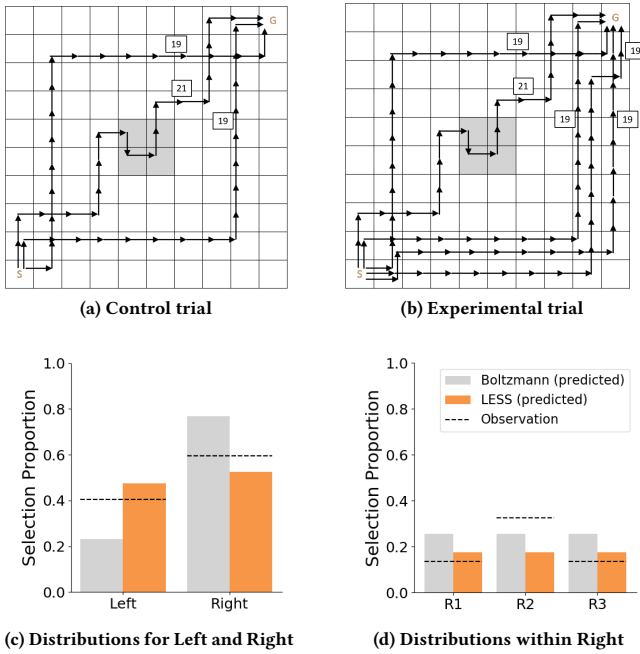 G
19
21
19
S
(a) Control trial
G
19
19
21
19
19
S
(b) Experimental trial
1.0
0.8
0.6
0.4
0.2
0.0
Selection Proportion
Left
Right
(c) Distributions for Left and Right
1.0
0.8
0.6
0.4
0.2
0.0
Selection Proportion
Boltzmann (predicted)
LESS (predicted)
Observation
R1
R2
R3
(d) Distributions within Right